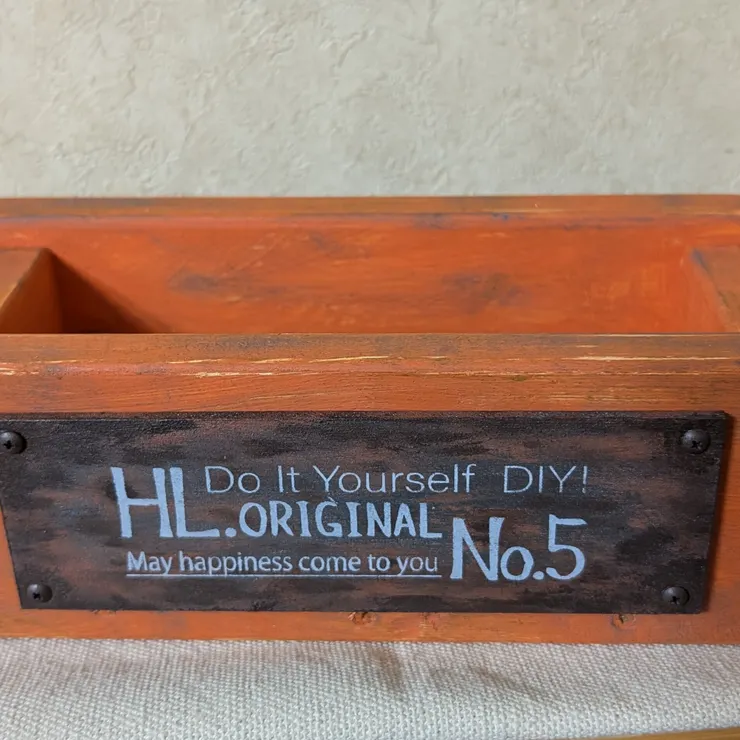 Do It Yourself DIY!
HL.ORIGINAL
May happiness come to you
No.5